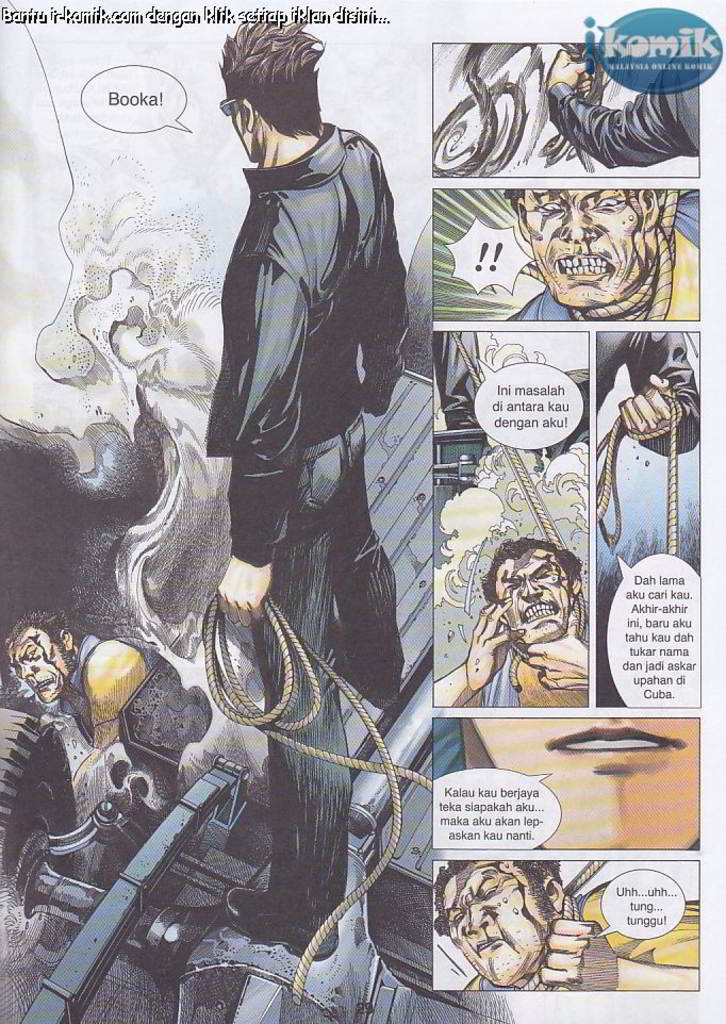 Bantu i-komik.com dengan klik setiap iklan disini...
ikomik
MALAYSIA ONLINE KOMIK
Booka!
!!
Ini masalah
di antara kau
dengan aku!
Dah lama
aku cari kau.
Akhir-akhir
ini, baru aku
tahu kau dah
tukar nama
dan jadi askar
upahan di
Cuba.
Kalau kau berjaya
teka siapakah aku...
maka aku akan lep-
askan kau nanti.
Uhh...uhh...
tung...
tunggu!